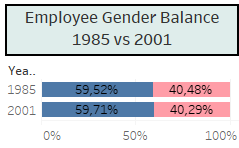 Employee Gender Balance
1985 vs 2001
Yea..
1985 59,52% 40,48%
2001 59,71% 40,29%
0% 50% 100%